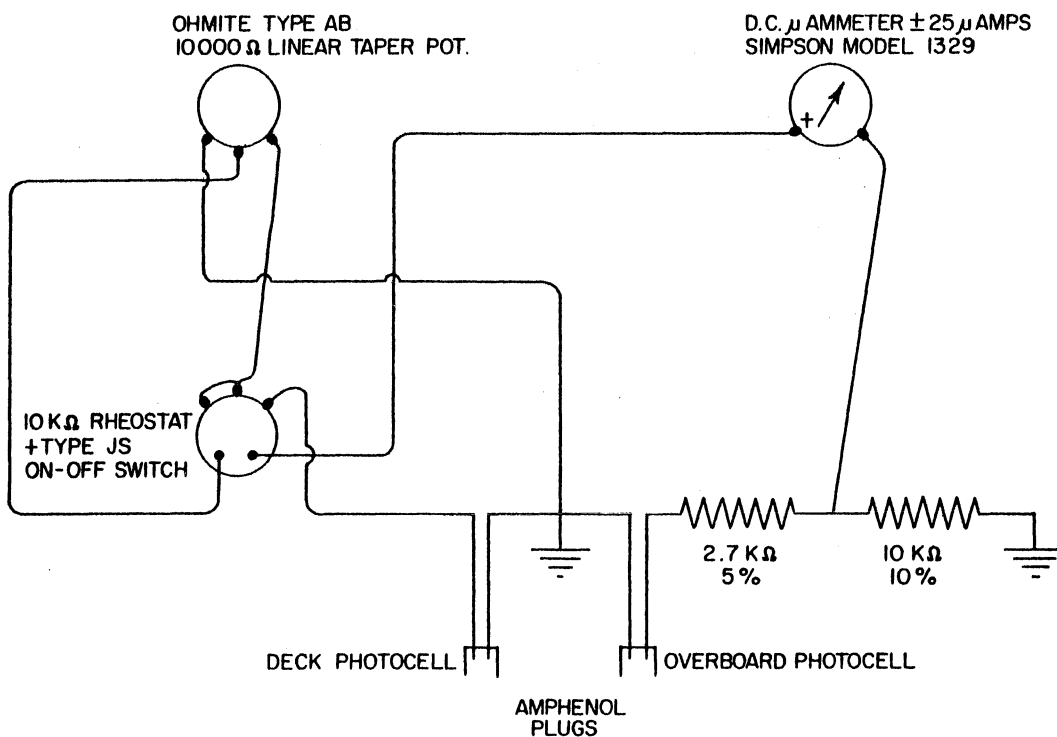 OHMITE TYPE AB
10000 Ω LINEAR TAPER POT.
D.C. μ AMMETER ± 25 μ AMPS
SIMPSON MODEL 1329
+
10 KΩ RHEOSTAT
+ TYPE JS
ON-OFF SWITCH
2.7 KΩ
5%
10 KΩ
10%
DECK PHOTOCELL
OVERBOARD PHOTOCELL
AMPHENOL
PLUGS